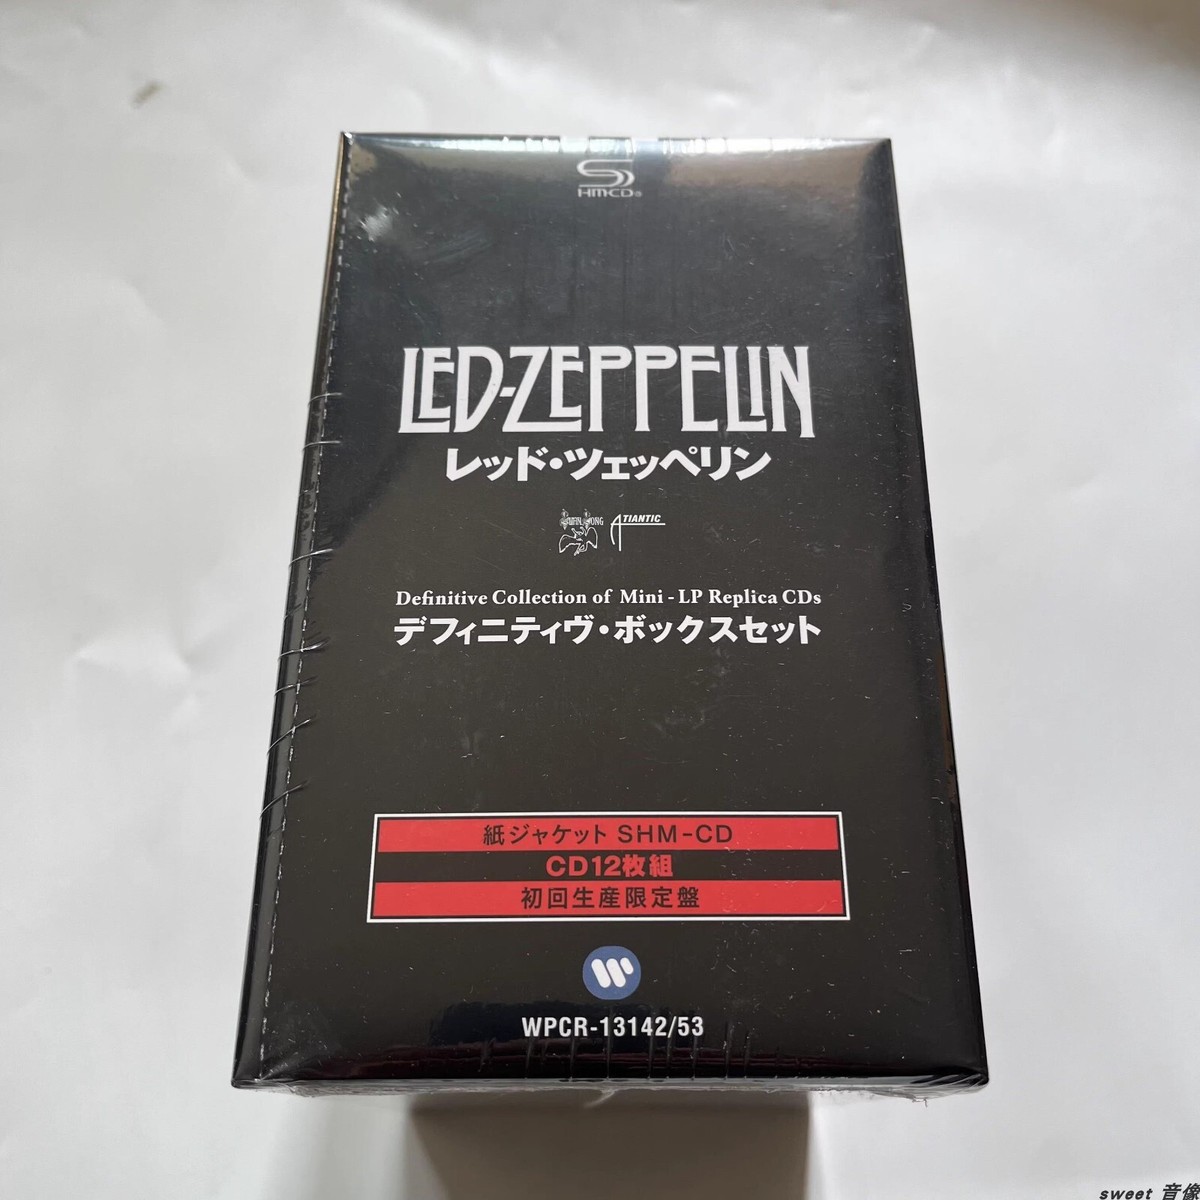 HM-CD®
LED-ZEPPELIN
レッド・ツェッペリン
SWAN SONG ATLANTIC
Definitive Collection of Mini - LP Replica CDs
デフィニティヴ・ボックスセット
紙ジャケット SHM-CD
CD12枚組
初回生産限定盤
WPCR-13142/53
sweet 音像